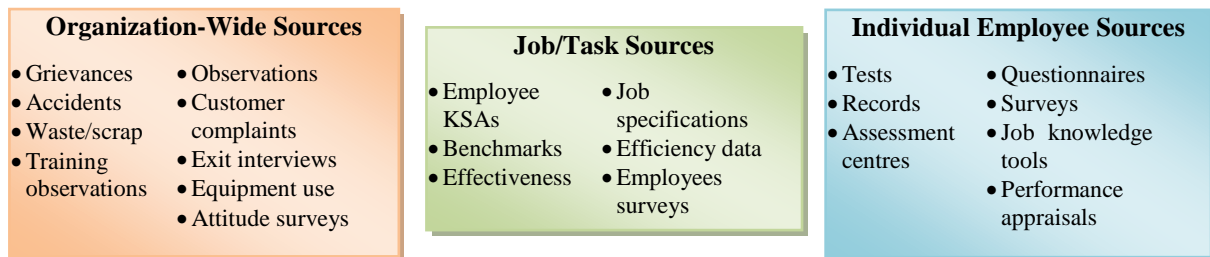 Organization-Wide Sources
• Grievances
• Accidents
• Waste/scrap
• Training
observations
• Observations
• Customer
complaints
• Exit interviews
• Equipment use
• Attitude surveys
Job/Task Sources
• Employee
KSAs
• Benchmarks
• Effectiveness
• Job
specifications
• Efficiency data
• Employees
surveys
Individual Employee Sources
• Tests
• Records
• Assessment
centres
• Questionnaires
• Surveys
• Job knowledge
tools
• Performance
appraisals